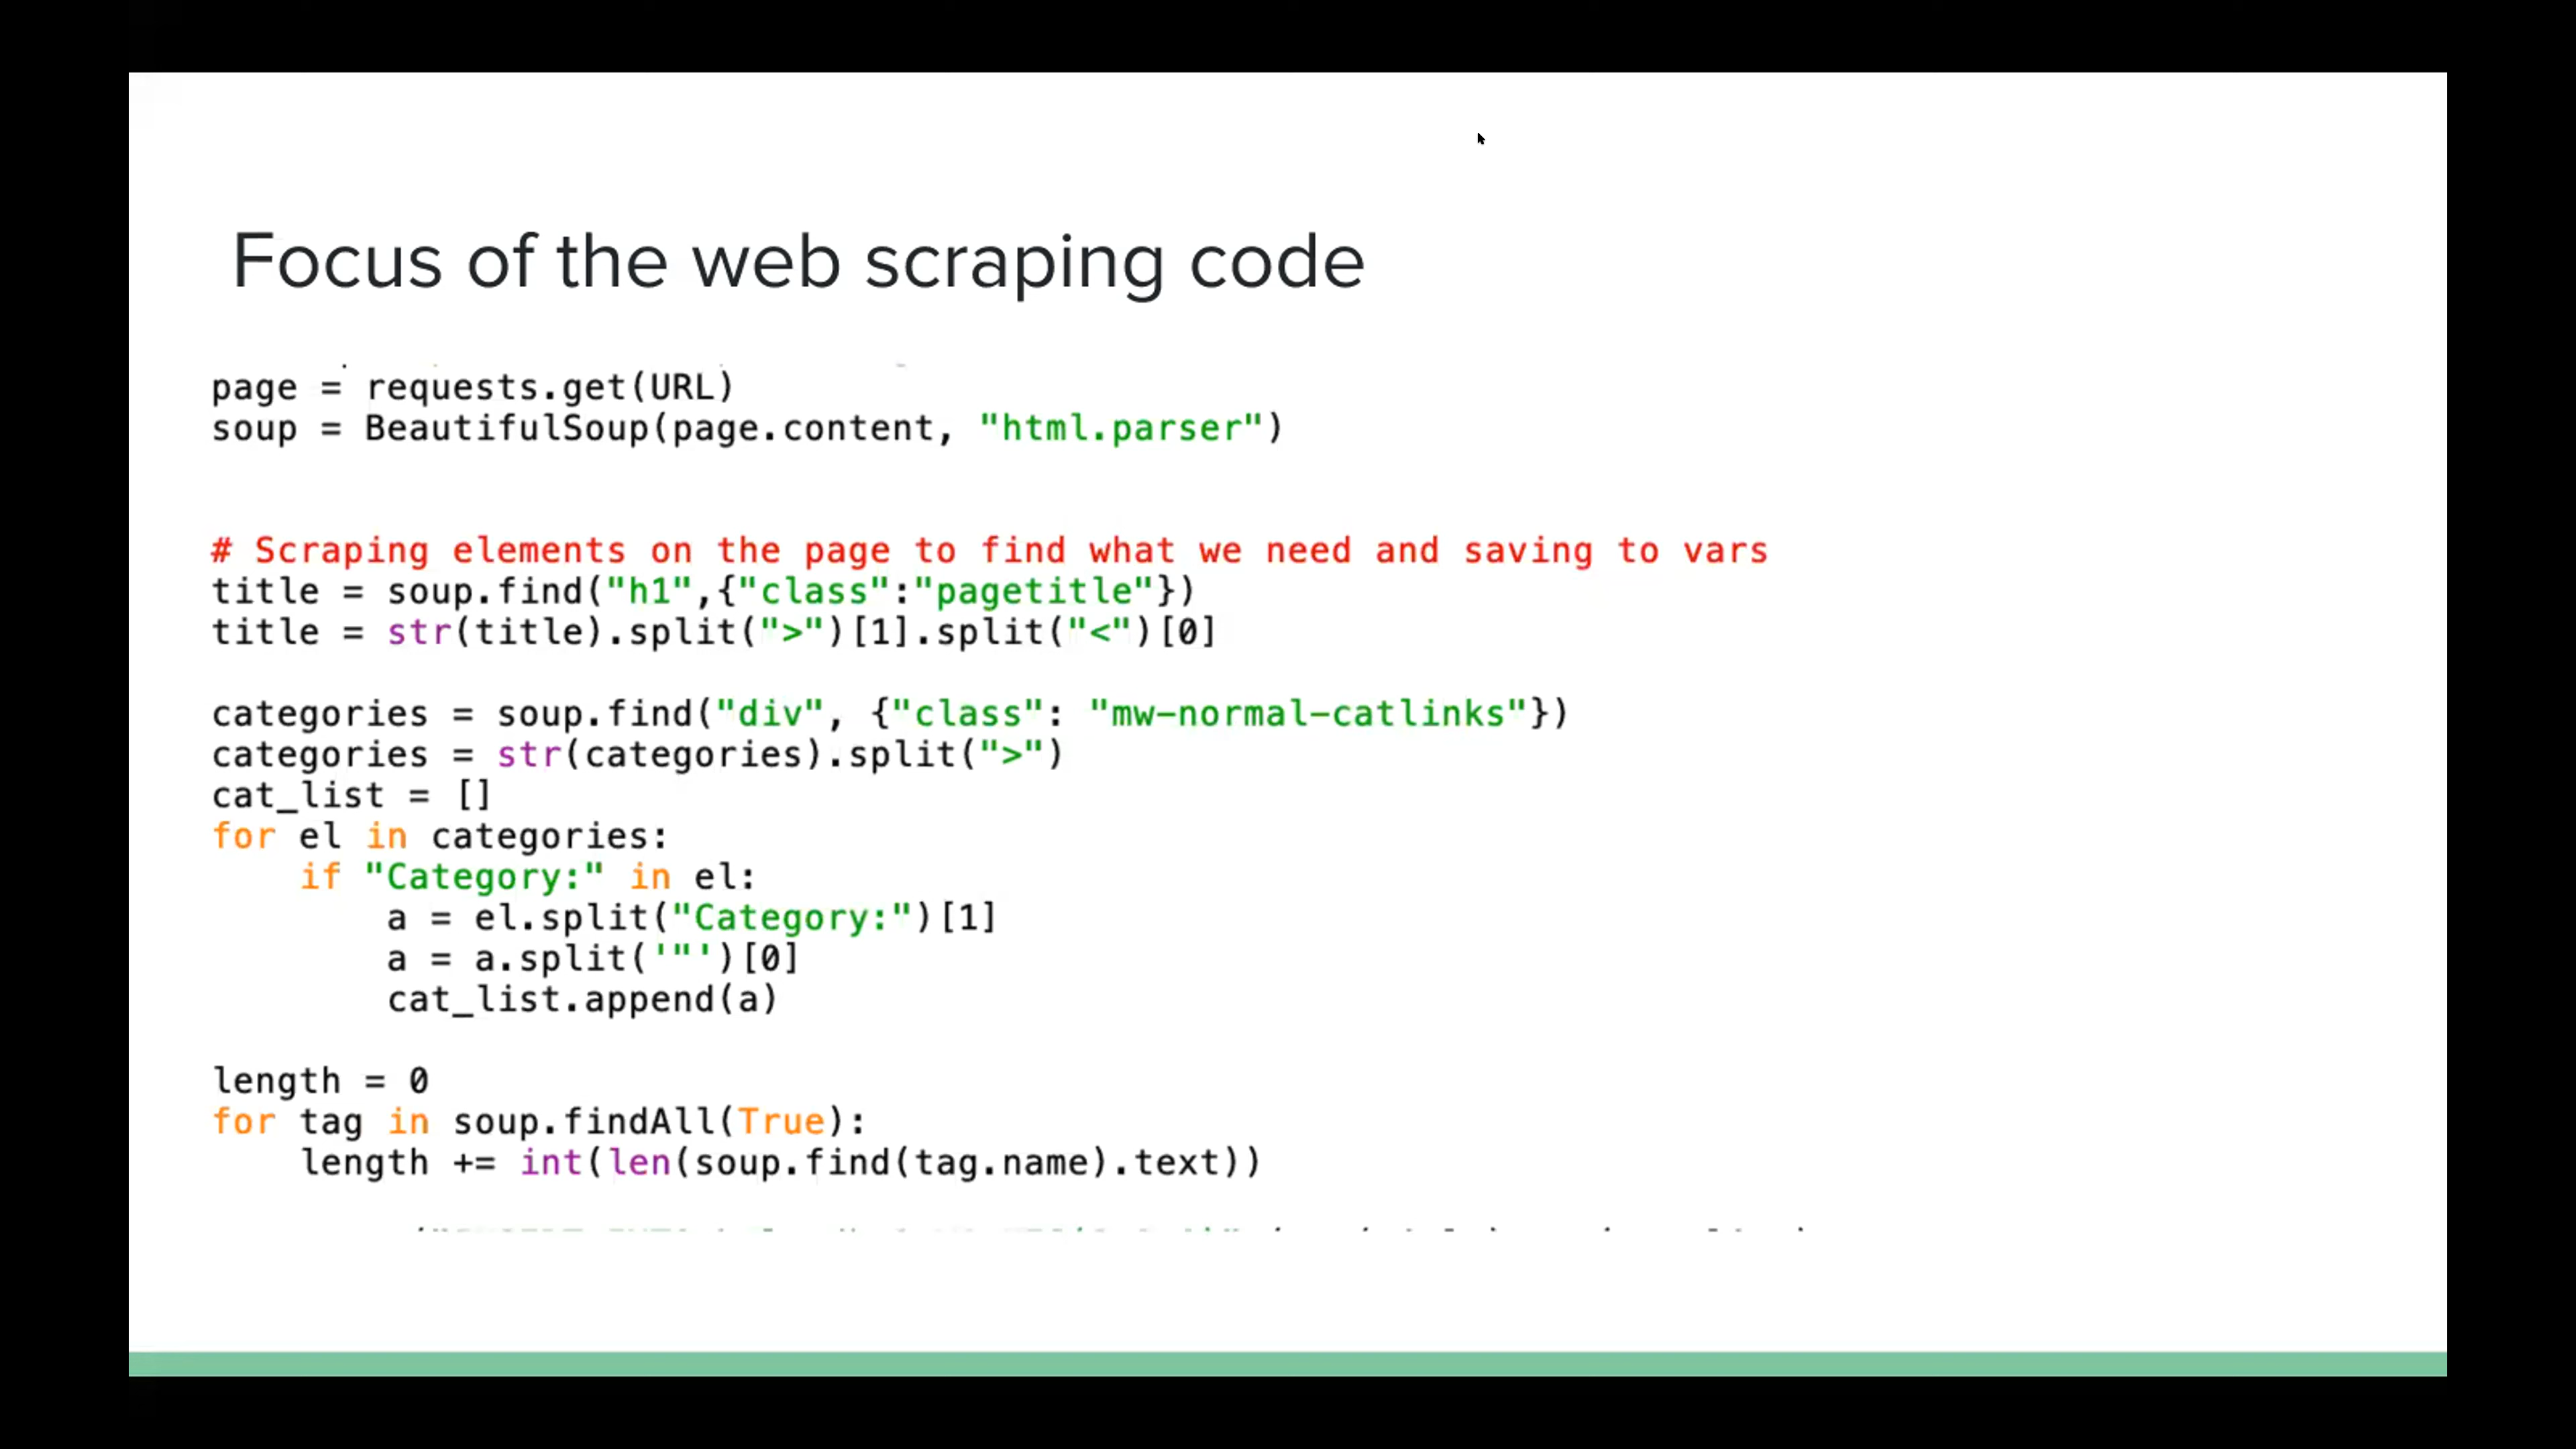 Focus of the web scraping code
page = requests.get(URL)
soup = BeautifulSoup(page.content, "html.parser")
# Scraping elements on the page to find what we need and saving to vars
title = soup.find("h1",{"class":"pagetitle"})
title = str(title).split(">")[1].split("<")[0]
categories = soup.find("div", {"class": "mw-normal-catlinks"})
categories = str(categories).split(">")
cat_list = []
for el in categories:
    if "Category:" in el:
        a = el.split("Category:")[1]
        a = a.split('"')[0]
        cat_list.append(a)
length = 0
for tag in soup.findAll(True):
    length += int(len(soup.find(tag.name).text))